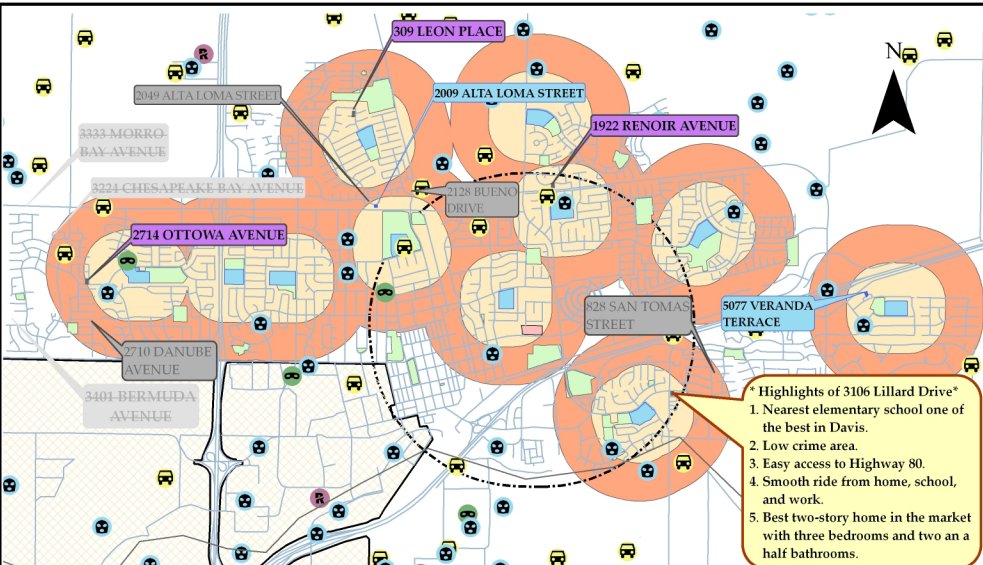 309 LEON PLACE
N
2049 ALTA LOMA STREET
2009 ALTA LOMA STREET
1922 RENOIR AVENUE
3333 MORRO
BAY AVENUE
3224 CHESAPEAKE BAY AVENUE
2128 BUENO
DRIVE
2714 OTTOWA AVENUE
828 SAN TOMAS
STREET
5077 VERANDA
TERRACE
2710 DANUBE
AVENUE
3401 BERMUDA
AVENUE
* Highlights of 3106 Lillard Drive*
1. Nearest elementary school one of
the best in Davis.
2. Low crime area.
3. Easy access to Highway 80.
4. Smooth ride from home, school,
and work.
5. Best two-story home in the market
with three bedrooms and two an a
half bathrooms.
R
R